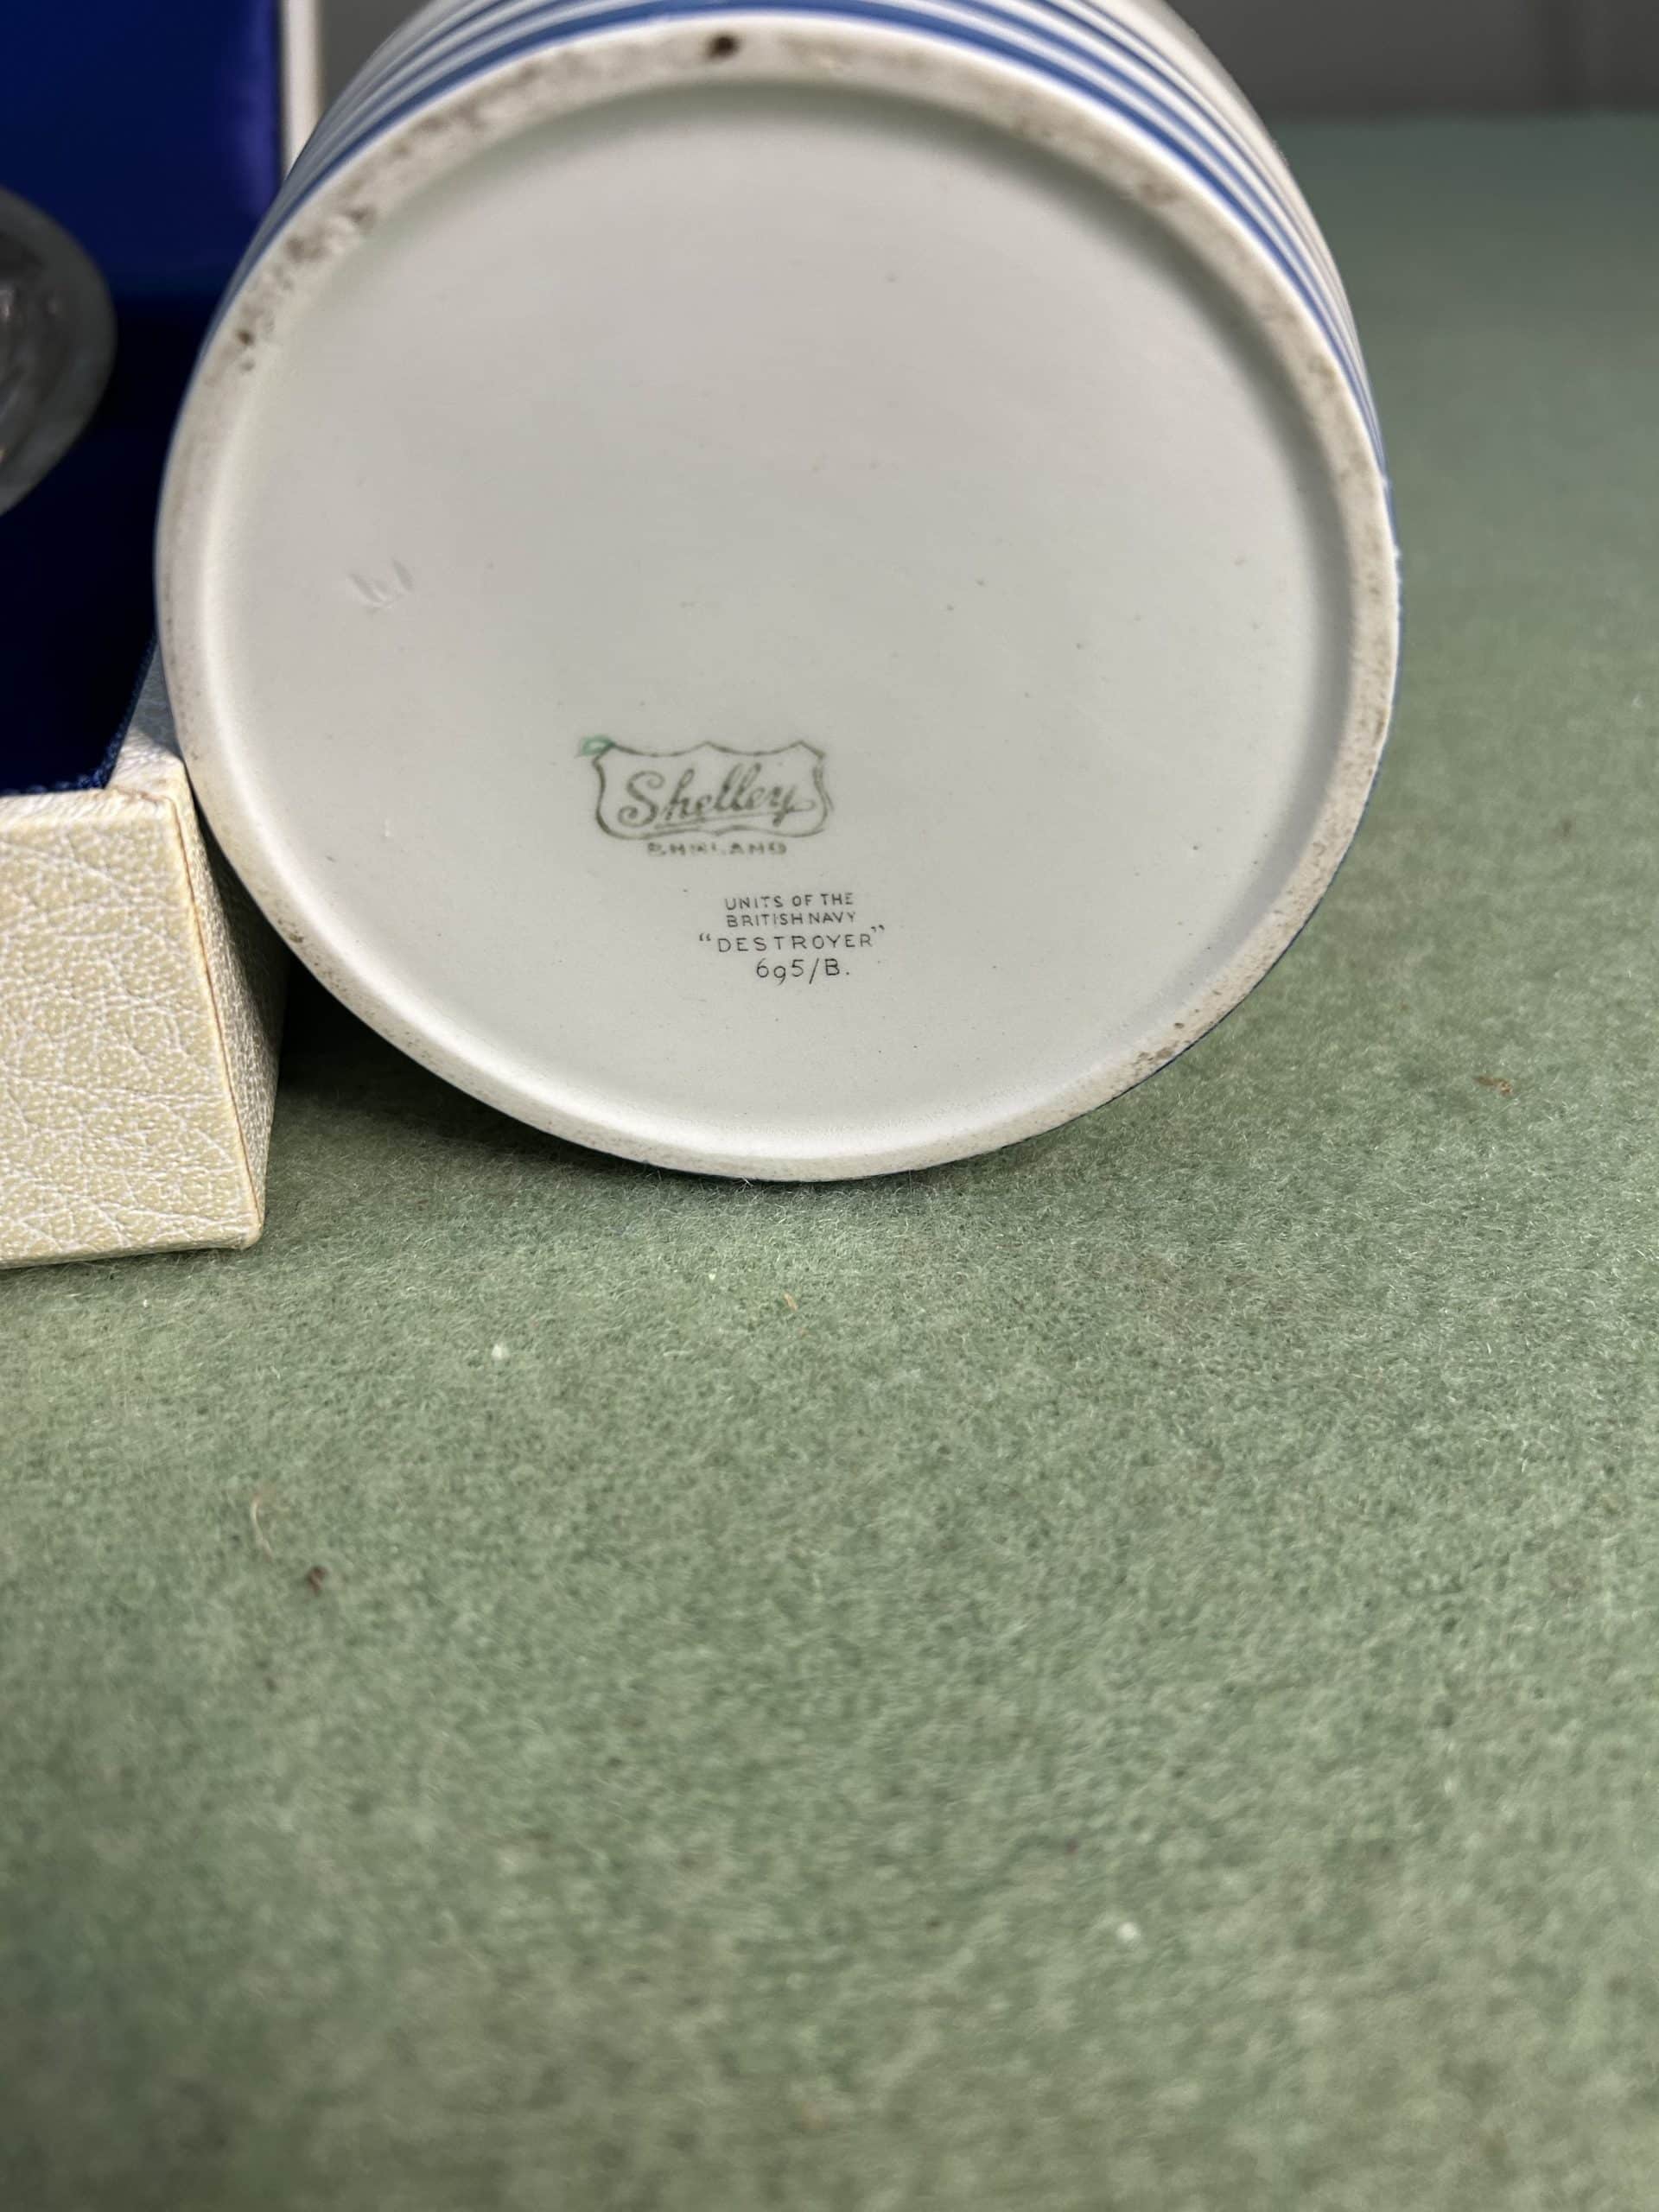 Shelley
ENGLAND
UNITS OF THE
BRITISH NAVY
“DESTROYER”
695/B.